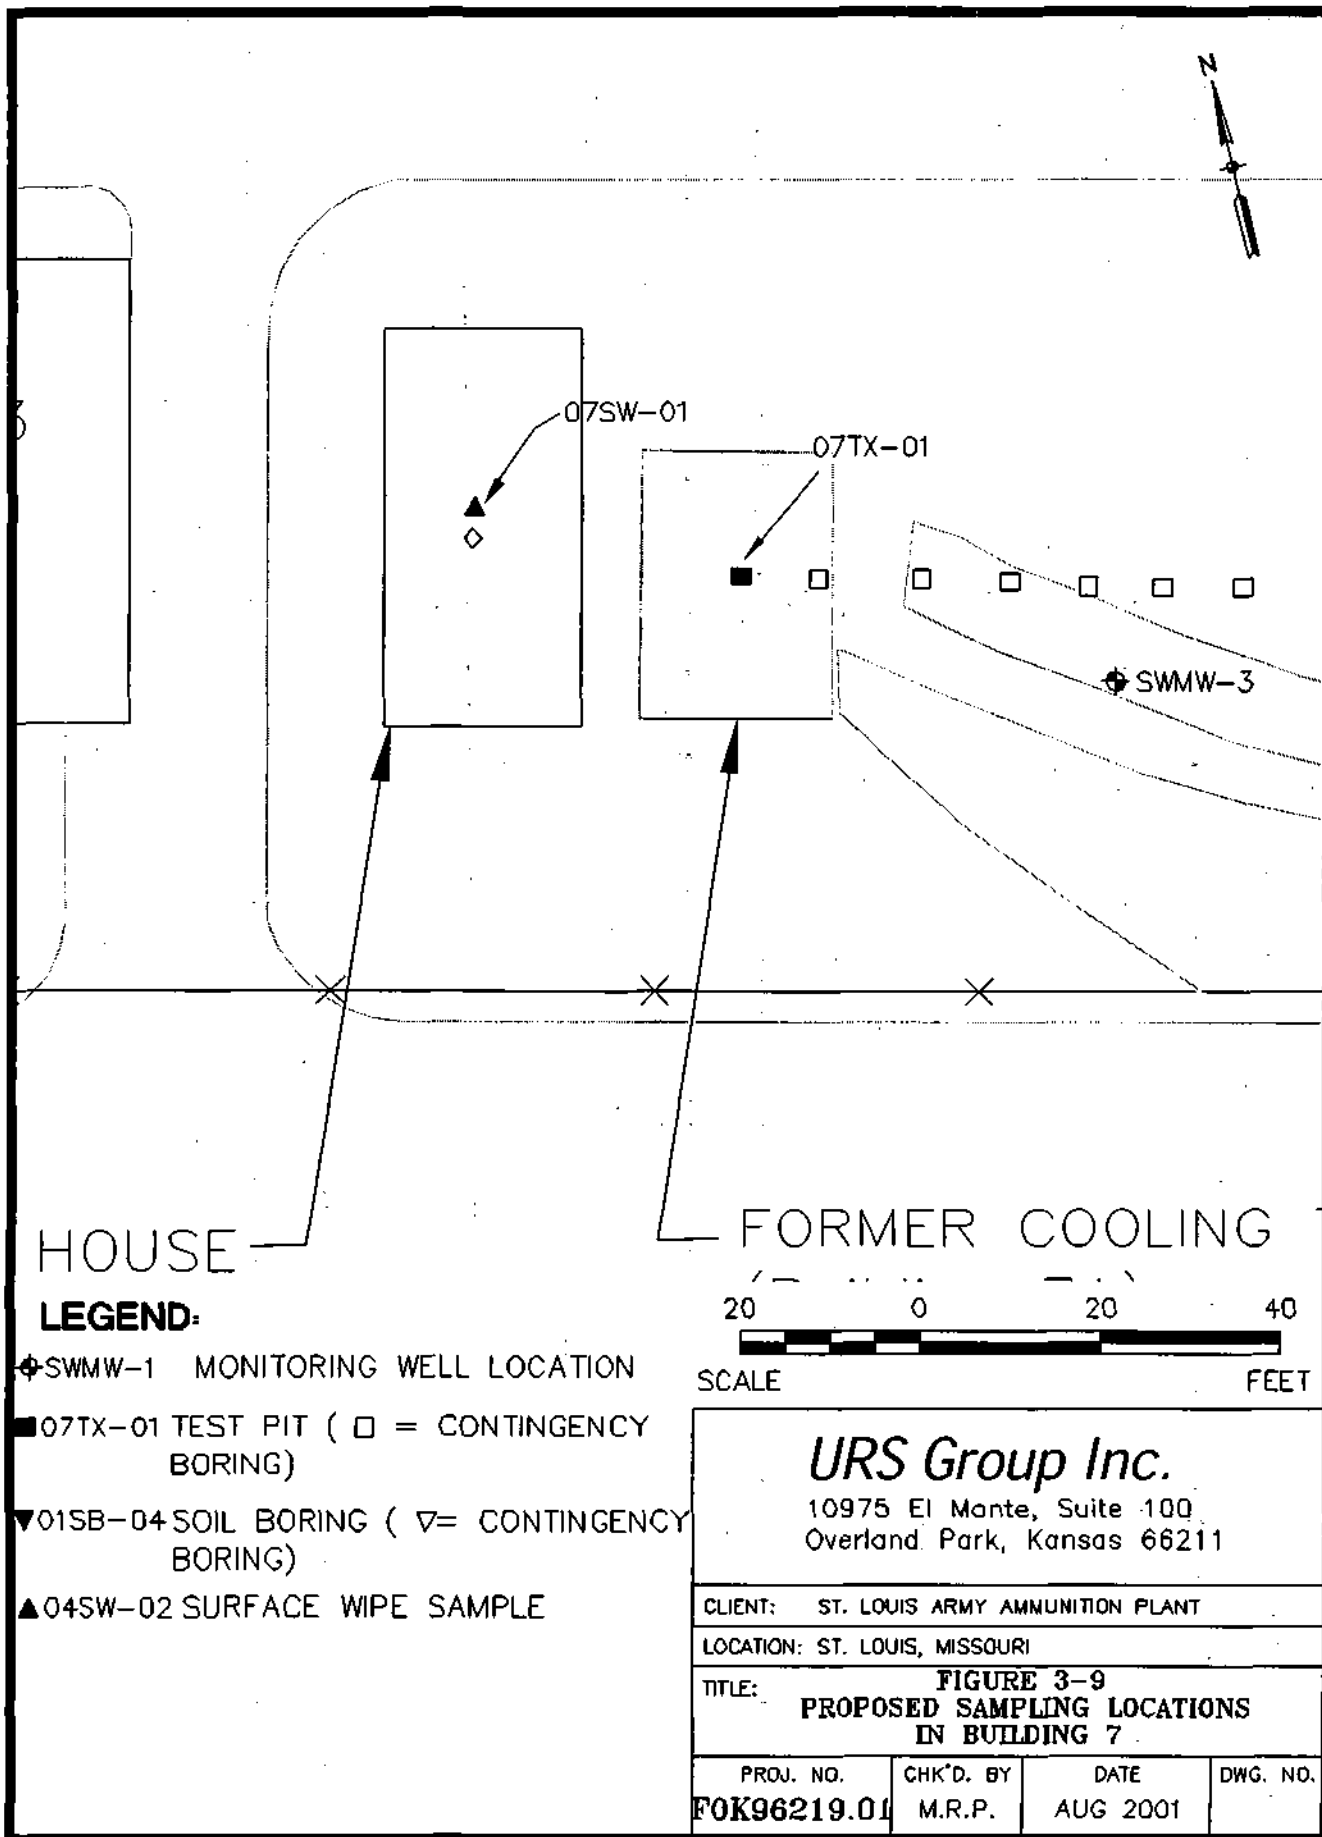 N
07SW-01
07TX-01
SWMW-3
HOUSE
FORMER COOLING
LEGEND:
SWMW-1 MONITORING WELL LOCATION
07TX-01 TEST PIT ( □ = CONTINGENCY
BORING)
01SB-04 SOIL BORING ( ▽= CONTINGENCY
BORING)
04SW-02 SURFACE WIPE SAMPLE
20 0 20 40
SCALE FEET
URS Group Inc.
10975 El Monte, Suite 100
Overland Park, Kansas 66211
CLIENT: ST. LOUIS ARMY AMMUNITION PLANT
LOCATION: ST. LOUIS, MISSOURI
TITLE: FIGURE 3-9
PROPOSED SAMPLING LOCATIONS
IN BUILDING 7
PROJ. NO. CHK'D. BY DATE DWG. NO.
F0K96219.01 M.R.P. AUG 2001